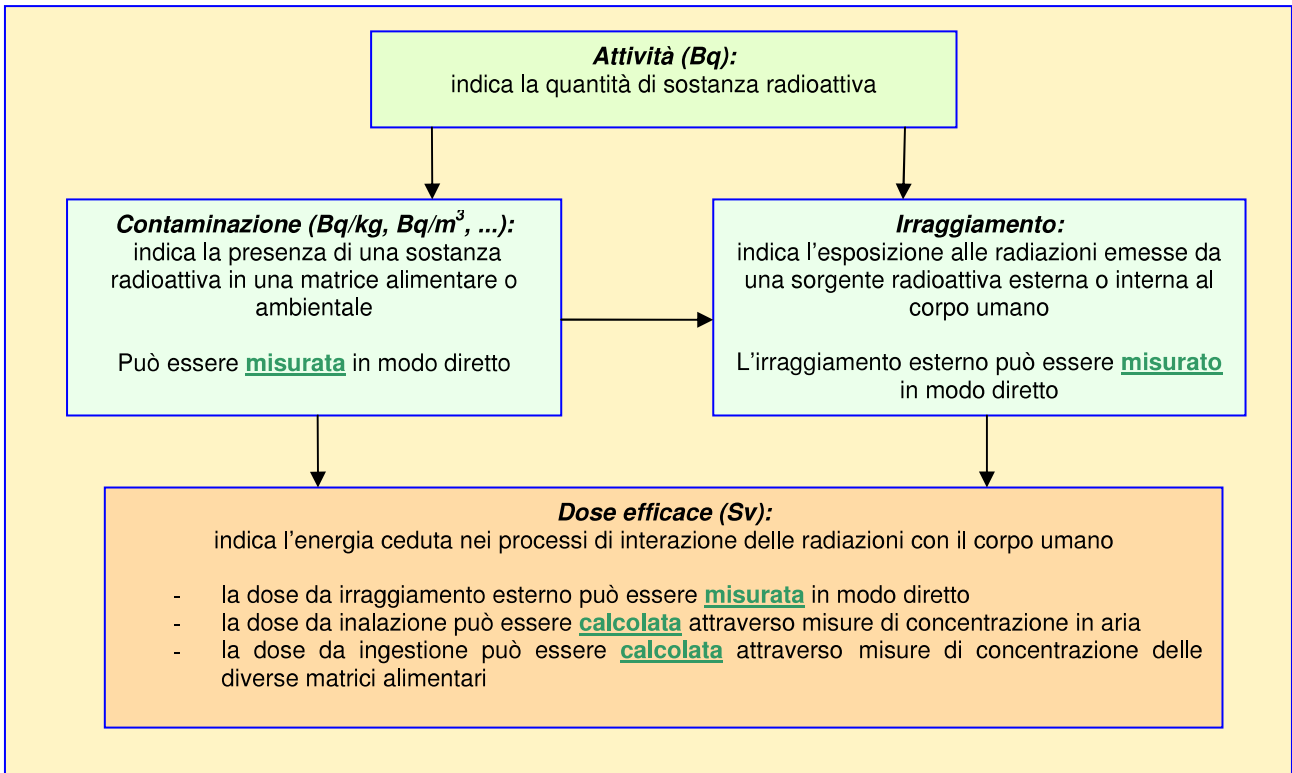 Attività (Bq):
indica la quantità di sostanza radioattiva
Contaminazione (Bq/kg, Bq/m³, ...):
indica la presenza di una sostanza
radioattiva in una matrice alimentare o
ambientale
Può essere misurata in modo diretto
Irraggiamento:
indica l'esposizione alle radiazioni emesse da
una sorgente radioattiva esterna o interna al
corpo umano
L'irraggiamento esterno può essere misurato
in modo diretto
Dose efficace (Sv):
indica l'energia ceduta nei processi di interazione delle radiazioni con il corpo umano
- la dose da irraggiamento esterno può essere misurata in modo diretto
- la dose da inalazione può essere calcolata attraverso misure di concentrazione in aria
- la dose da ingestione può essere calcolata attraverso misure di concentrazione delle
diverse matrici alimentari